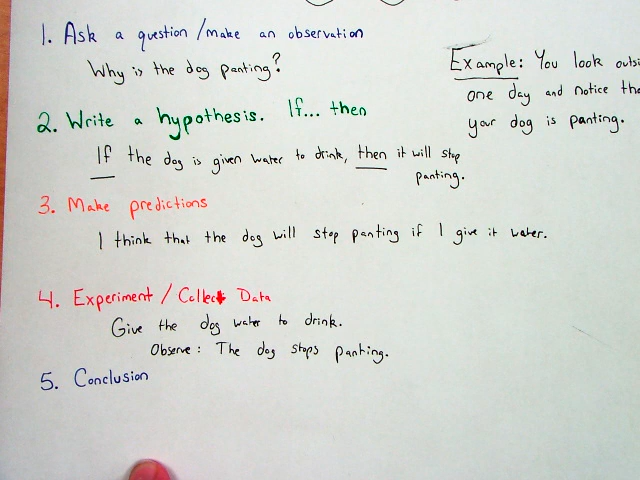 1. Ask a question / make an observation
Why is the dog panting?
Example: You look
one day and notice
your dog is panting.
2. Write a hypothesis. If... then
If the dog is given water to drink, then it will stop
panting.
3. Make predictions
I think that the dog will stop panting if I give it water.
4. Experiment / Collect Data
Give the dog water to drink.
Observe: The dog stops panting.
5. Conclusion